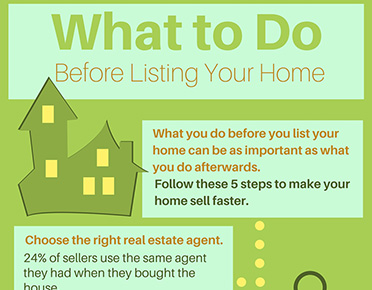 What to Do
Before Listing Your Home
What you do before you list your
home can be as important as what
you do afterwards.
Follow these 5 steps to make your
home sell faster.
Choose the right real estate agent.
24% of sellers use the same agent
they had when they bought the
house